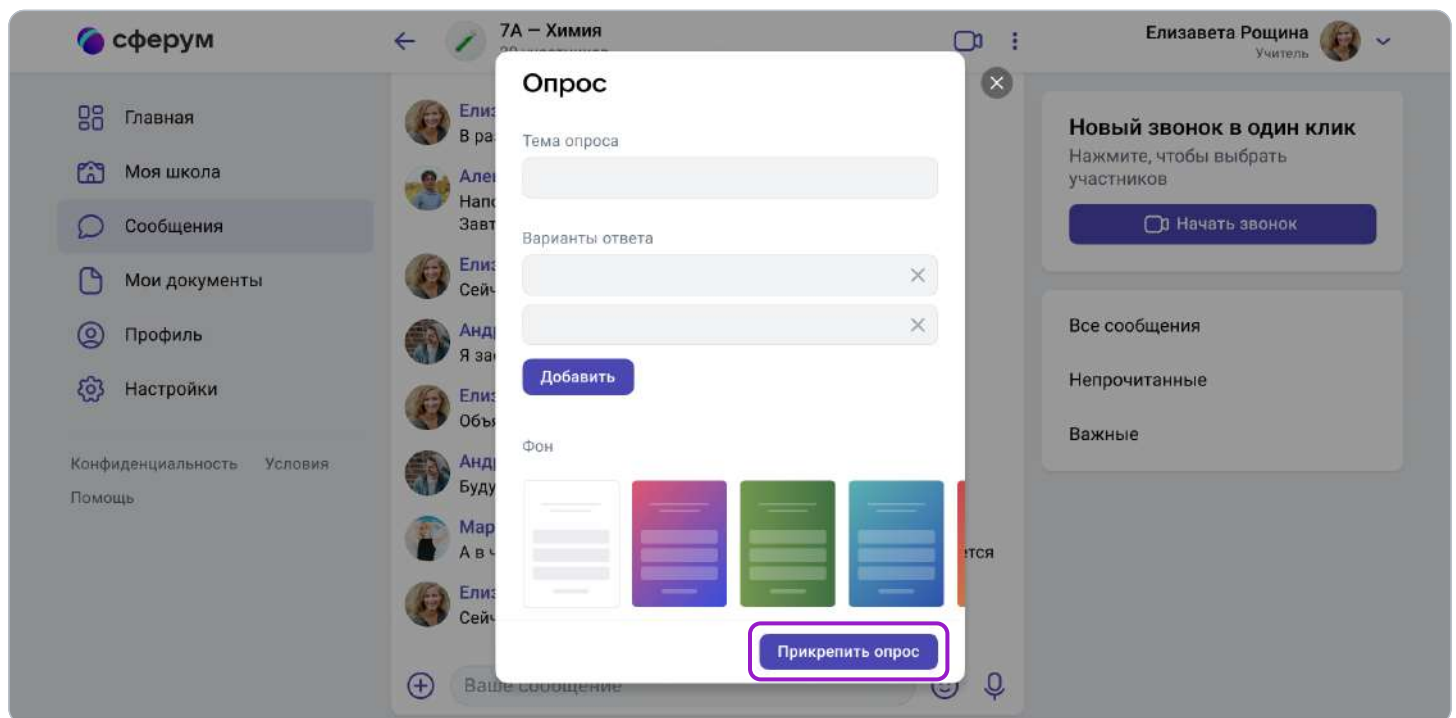 сферум
7А — Химия
Елизавета Рощина
Учитель
Главная
Моя школа
Сообщения
Мои документы
Профиль
Настройки
Конфиденциальность Условия
Помощь
В
Я
А в
Ваше сообщение
Опрос
Тема опроса
Варианты ответа
Добавить
Фон
Прикрепить опрос
Новый звонок в один клик
Нажмите, чтобы выбрать
участников
Начать звонок
Все сообщения
Непрочитанные
Важные